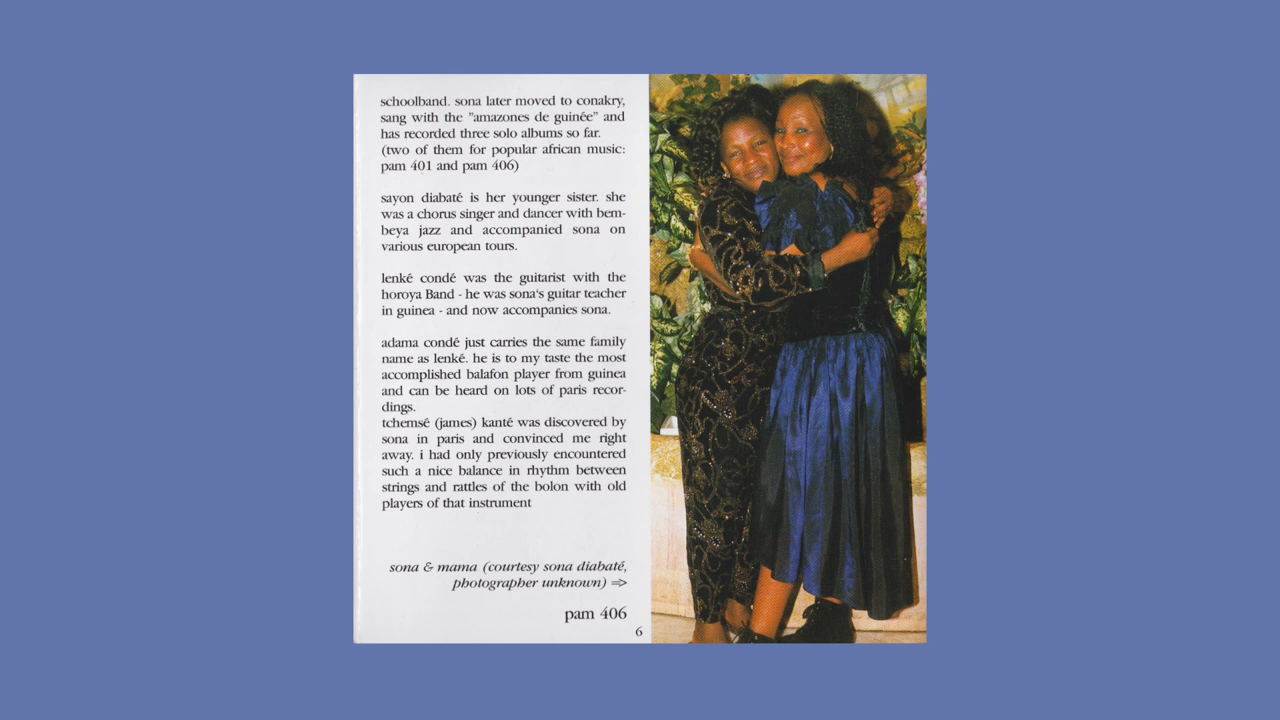 schoolband. sona later moved to conakry,
sang with the "amazones de guinée" and
has recorded three solo albums so far.
(two of them for popular african music:
pam 401 and pam 406)
sayon diabaté is her younger sister. she
was a chorus singer and dancer with bem-
beya jazz and accompanied sona on
various european tours.
lenké condé was the guitarist with the
horoya Band - he was sona's guitar teacher
in guinea - and now accompanies sona.
adama condé just carries the same family
name as lenké. he is to my taste the most
accomplished balafon player from guinea
and can be heard on lots of paris recor-
dings.
tchemsé (james) kanté was discovered by
sona in paris and convinced me right
away. i had only previously encountered
such a nice balance in rhythm between
strings and rattles of the bolon with old
players of that instrument
sona & mama (courtesy sona diabaté,
photographer unknown) ⇒
pam 406
6